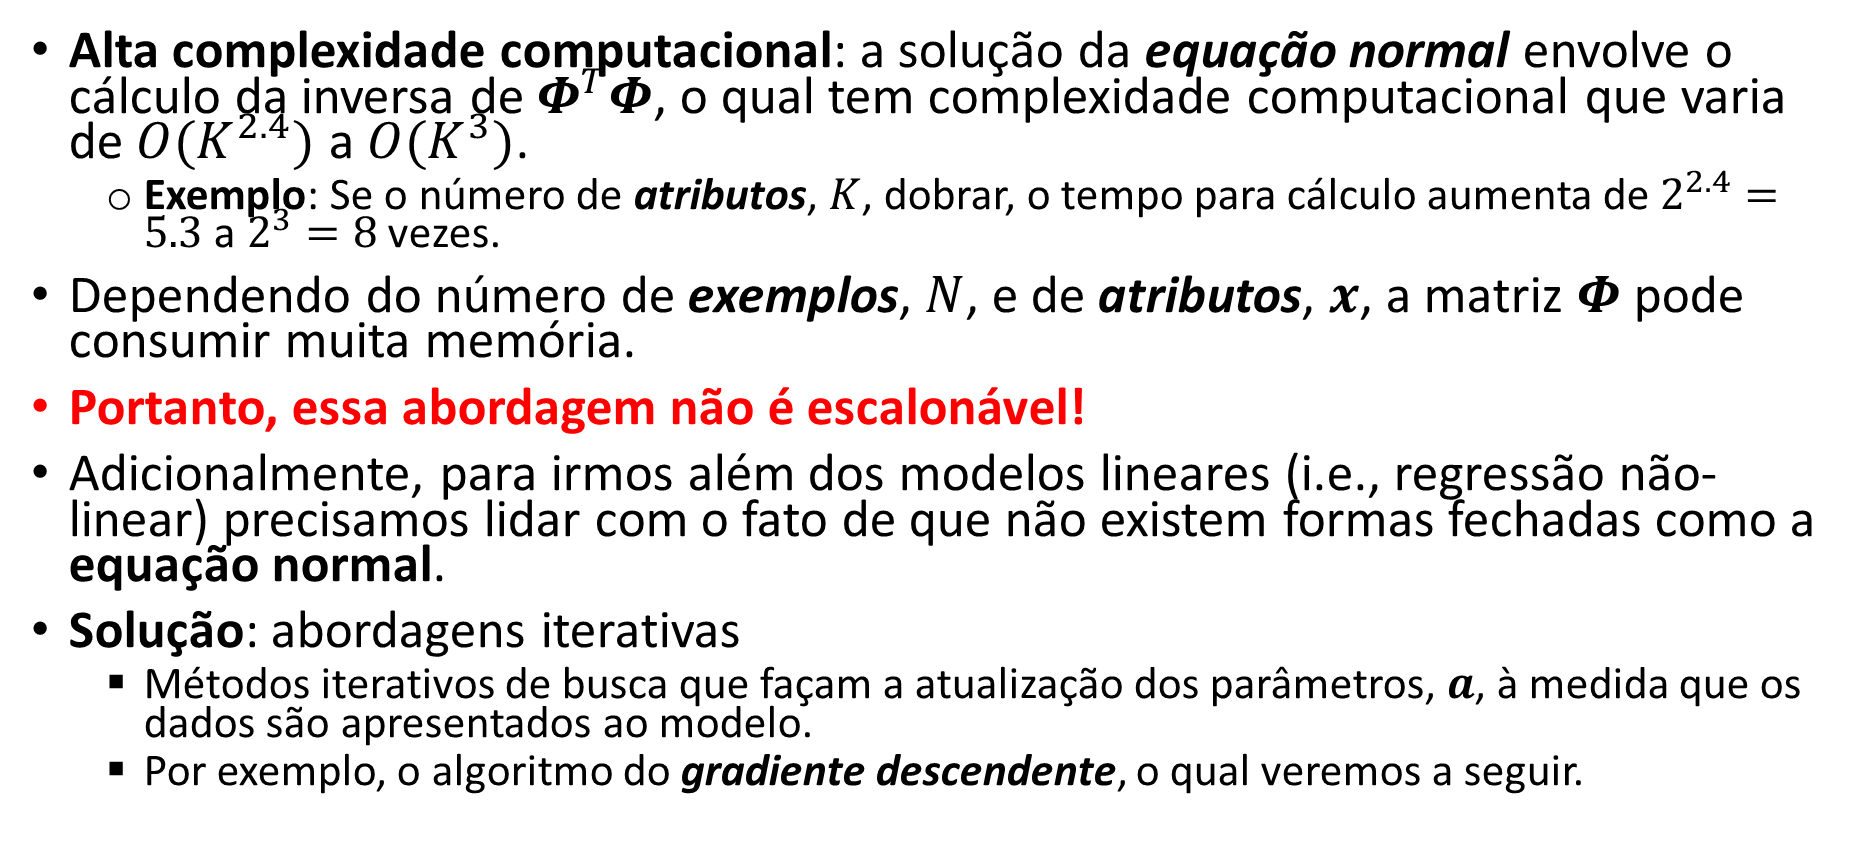 • Alta complexidade computacional: a solução da equação normal envolve o
cálculo da inversa de Φ^T Φ, o qual tem complexidade computacional que varia
de O(K^2.4) a O(K^3).
o Exemplo: Se o número de atributos, K, dobrar, o tempo para cálculo aumenta de 2^2.4 =
5.3 a 2^3 = 8 vezes.
• Dependendo do número de exemplos, N, e de atributos, x, a matriz Φ pode
consumir muita memória.
• Portanto, essa abordagem não é escalonável!
• Adicionalmente, para irmos além dos modelos lineares (i.e., regressão não-
linear) precisamos lidar com o fato de que não existem formas fechadas como a
equação normal.
• Solução: abordagens iterativas
▪ Métodos iterativos de busca que façam a atualização dos parâmetros, a, à medida que os
dados são apresentados ao modelo.
▪ Por exemplo, o algoritmo do gradiente descendente, o qual veremos a seguir.